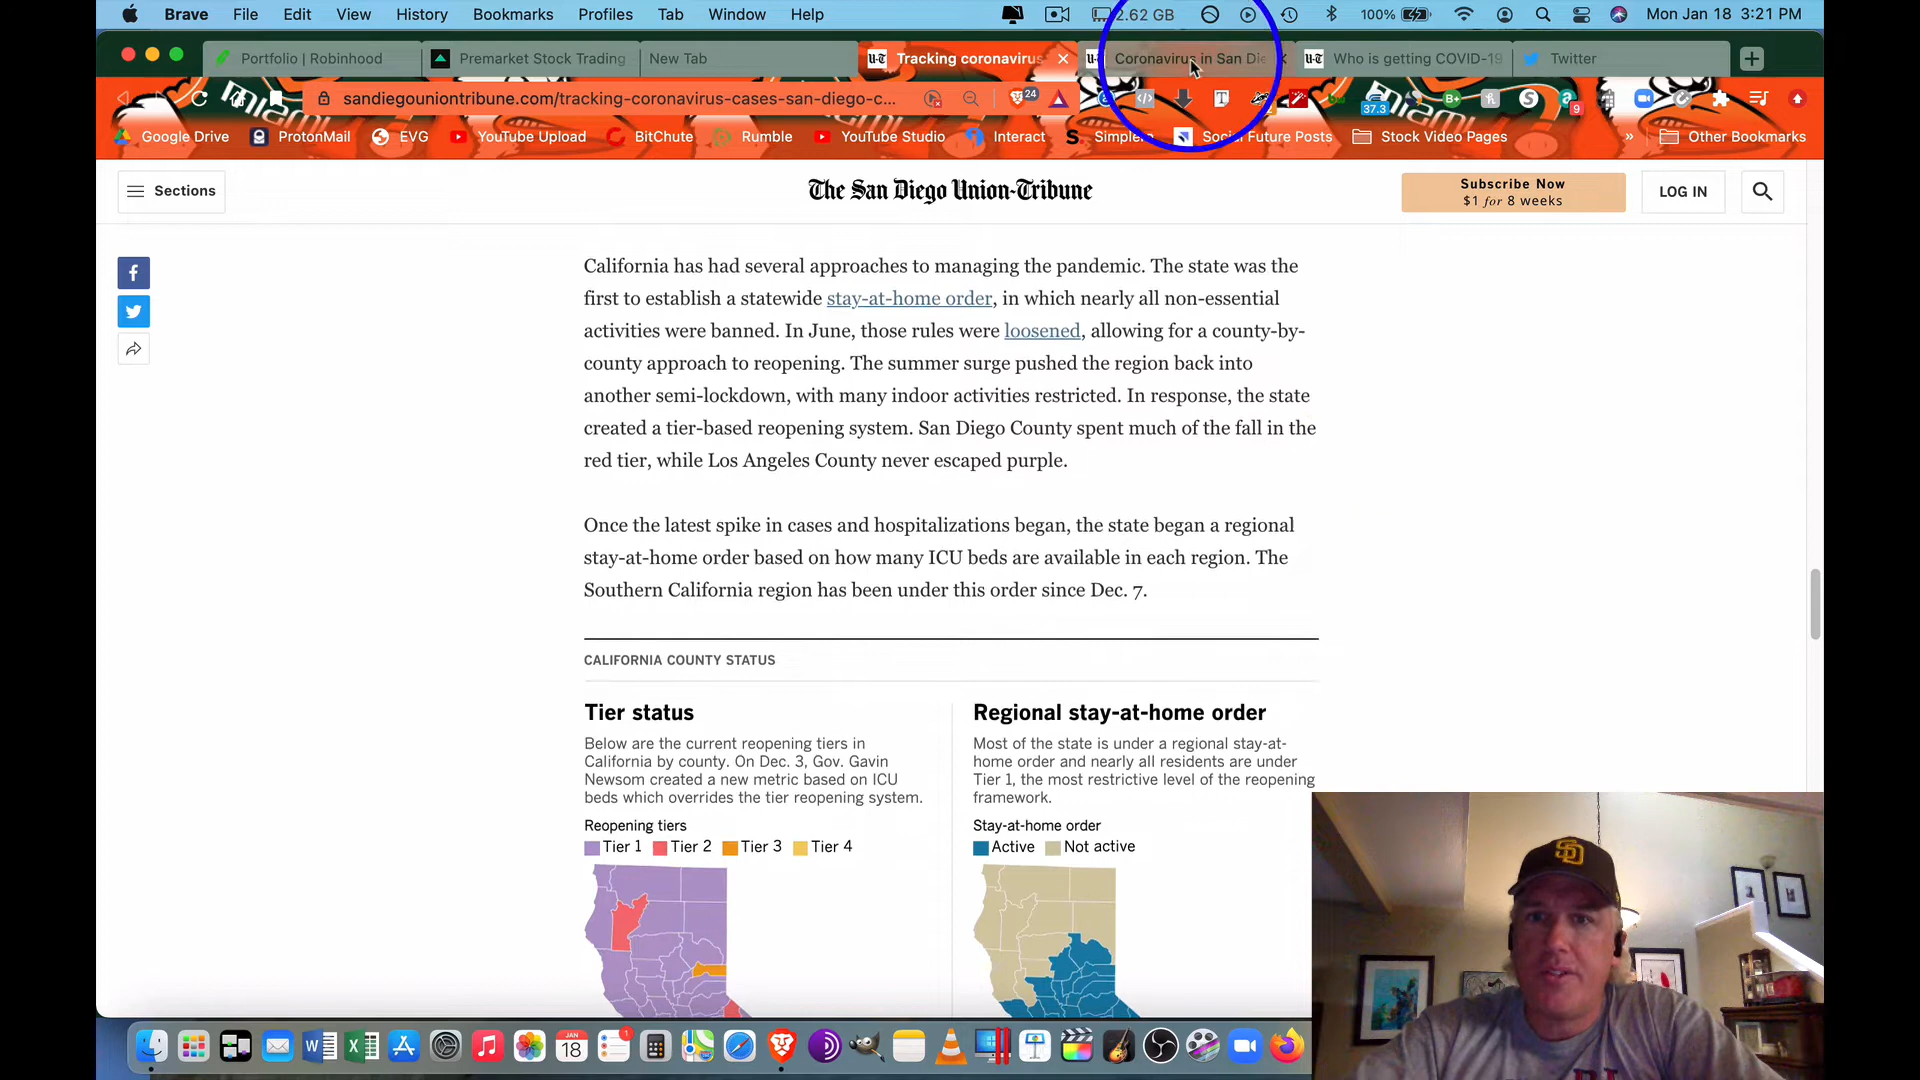 Brave File Edit View History Bookmarks Profiles Tab Window Help 2.62 GB 100% Mon Jan 18 3:21 PM
Portfolio | Robinhood Premarket Stock Trading New Tab U-T Tracking coronavirus Coronavirus in San Die U-T Who is getting COVID-19 Twitter
sandiegouniontribune.com/tracking-coronavirus-cases-san-diego-c... 24 37.3 B+ 9
Google Drive ProtonMail EVG YouTube Upload BitChute Rumble YouTube Studio Interact Social Future Posts Stock Video Pages » Other Bookmarks
Sections
The San Diego Union-Tribune
Subscribe Now
$1 for 8 weeks
LOG IN
California has had several approaches to managing the pandemic. The state was the
first to establish a statewide stay-at-home order, in which nearly all non-essential
activities were banned. In June, those rules were loosened, allowing for a county-by-
county approach to reopening. The summer surge pushed the region back into
another semi-lockdown, with many indoor activities restricted. In response, the state
created a tier-based reopening system. San Diego County spent much of the fall in the
red tier, while Los Angeles County never escaped purple.
Once the latest spike in cases and hospitalizations began, the state began a regional
stay-at-home order based on how many ICU beds are available in each region. The
Southern California region has been under this order since Dec. 7.
CALIFORNIA COUNTY STATUS
Tier status
Below are the current reopening tiers in
California by county. On Dec. 3, Gov. Gavin
Newsom created a new metric based on ICU
beds which overrides the tier reopening system.
Reopening tiers
Tier 1 Tier 2 Tier 3 Tier 4
Regional stay-at-home order
Most of the state is under a regional stay-at-
home order and nearly all residents are under
Tier 1, the most restrictive level of the reopening
framework.
Stay-at-home order
Active Not active
SD
JAN
18
1